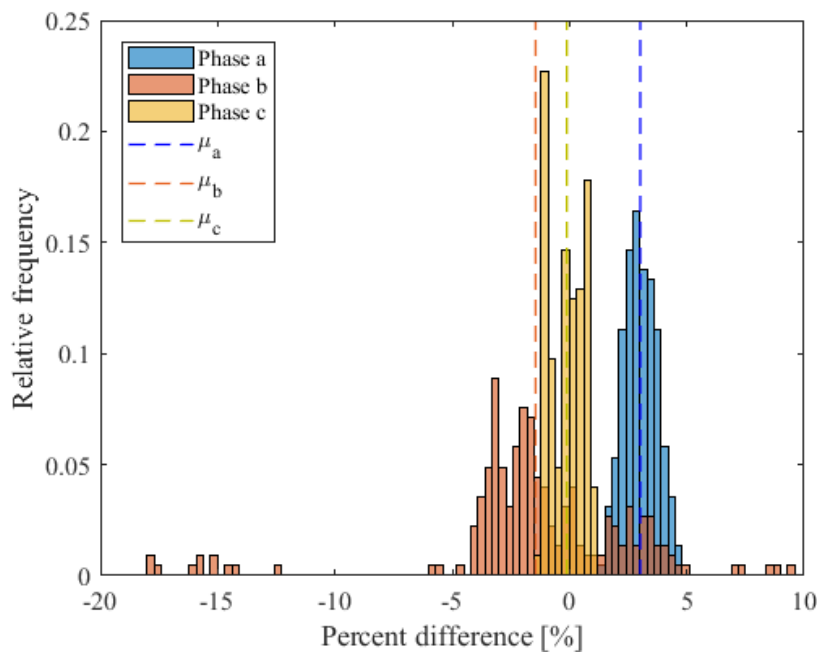 0.25
0.2
0.15
0.1
0.05
0
Relative frequency
Phase a
Phase b
Phase c
μa
μb
μc
-20
-15
-10
-5
0
5
10
Percent difference [%]